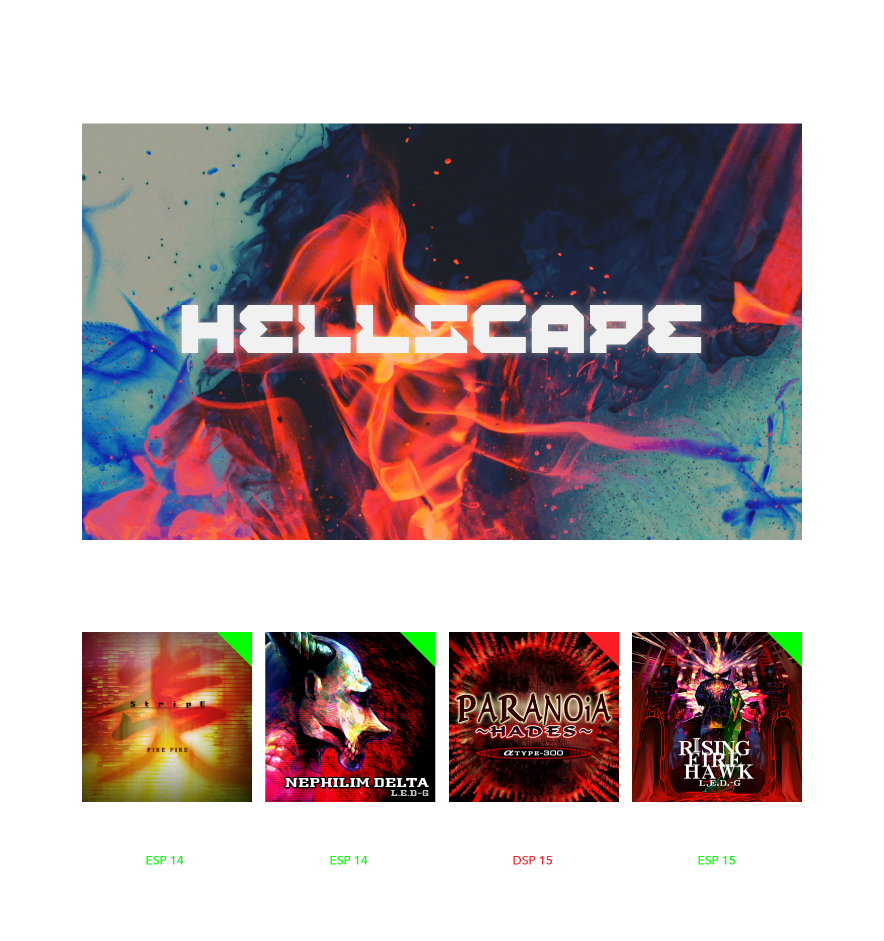 HELLSCAPE
StripE
FIRE FIRE
NEPHILIM DELTA
L.E.D-G
PARANOiA
~HADES~
αTYPE-300
RISING
FIRE
HAWK
L.E.D.-G
ESP 14
ESP 14
DSP 15
ESP 15